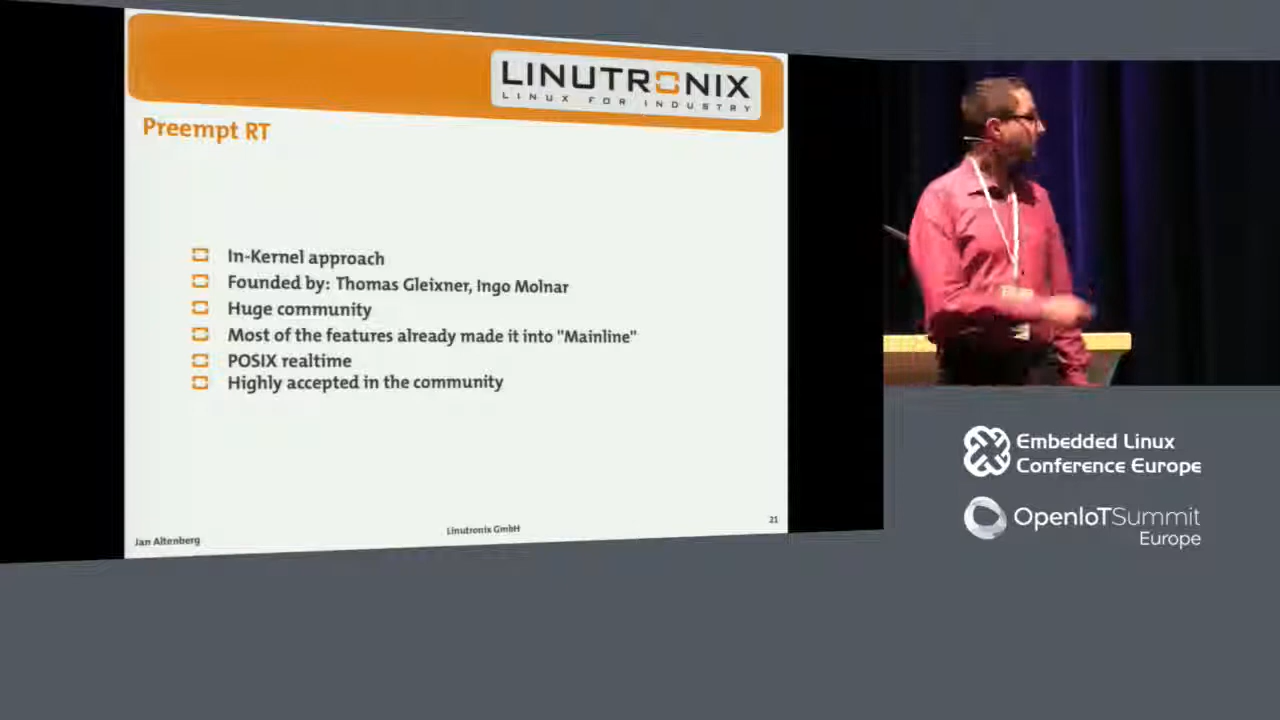 LINUTRONIX
LINUX FOR INDUSTRY
Preempt RT
In-Kernel approach
Founded by: Thomas Gleixner, Ingo Molnar
Huge community
Most of the features already made it into "Mainline"
POSIX realtime
Highly accepted in the community
Jan Altenberg
Linutronix GmbH
21
Embedded Linux
Conference Europe
OpenIoTSummit
Europe